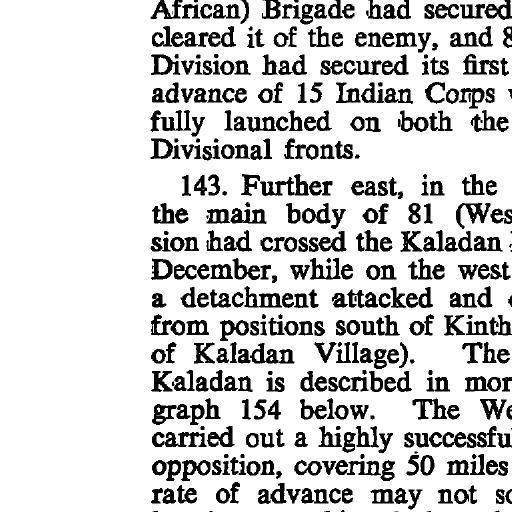 African) Brigade had secured
cleared it of the enemy, and
Division had secured its first
advance of 15 Indian Corps
fully launched on both the
Divisional fronts.
143. Further east, in the
the main body of 81 (Wes
sion had crossed the Kaladan
December, while on the west
a detachment attacked and
from positions south of Kinth
of Kaladan Village). The
Kaladan is described in mor
graph 154 below. The We
carried out a highly successfu
opposition, covering 50 miles
rate of advance may not